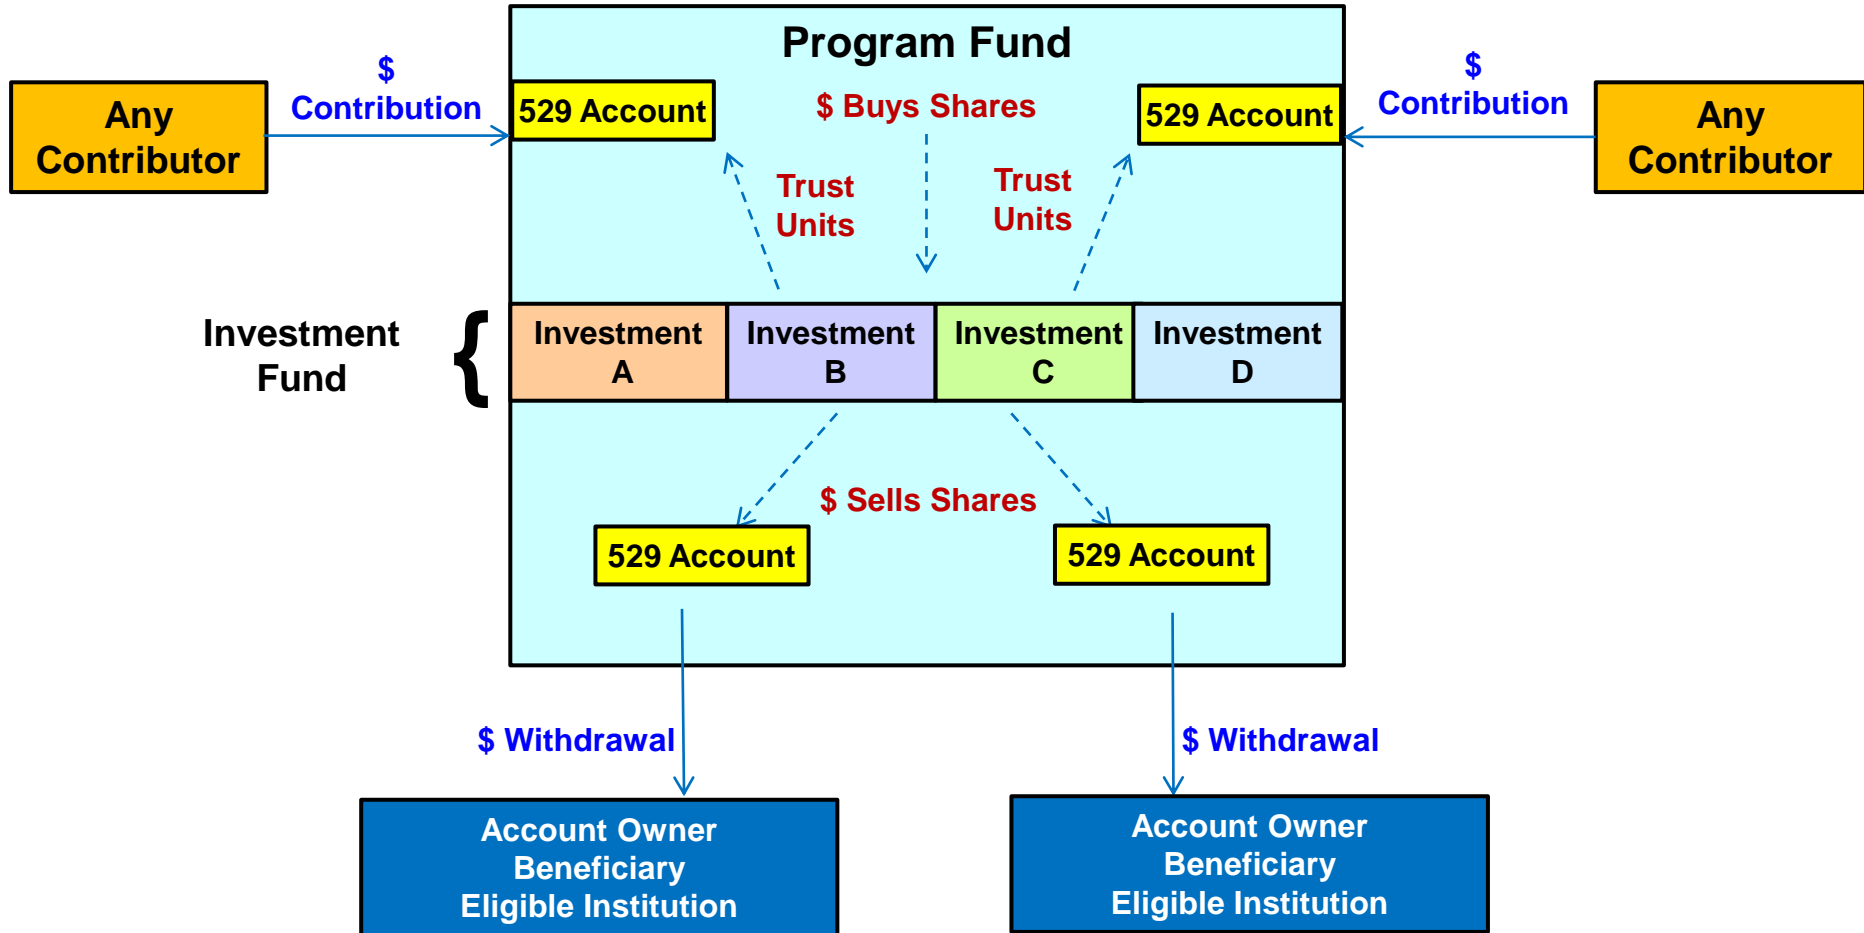 Program Fund
$
Contribution
$
Contribution
Any
Contributor
529 Account
$ Buys Shares
529 Account
Any
Contributor
Trust
Units
Trust
Units
Investment
Fund
{
Investment
A
Investment
B
Investment
C
Investment
D
$ Sells Shares
529 Account
529 Account
$ Withdrawal
$ Withdrawal
Account Owner
Beneficiary
Eligible Institution
Account Owner
Beneficiary
Eligible Institution